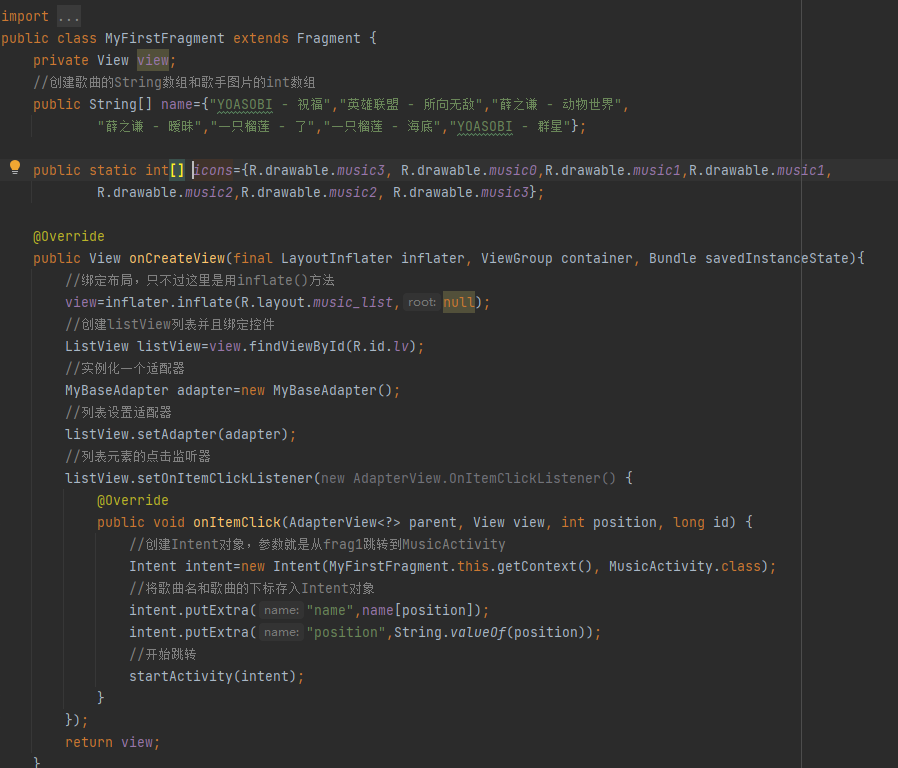 import ...
public class MyFirstFragment extends Fragment {
    private View view;
    //创建歌曲的String数组和歌手图片的int数组
    public String[] name={"YOASOBI - 祝福","英雄联盟 - 所向无敌","薛之谦 - 动物世界",
            "薛之谦 - 暧昧","一只榴莲 - 了","一只榴莲 - 海底","YOASOBI - 群星"};
    public static int[] icons={R.drawable.music3, R.drawable.music0,R.drawable.music1,R.drawable.music1,
            R.drawable.music2,R.drawable.music2, R.drawable.music3};
    @Override
    public View onCreateView(final LayoutInflater inflater, ViewGroup container, Bundle savedInstanceState){
        //绑定布局，只不过这里是用inflate()方法
        view=inflater.inflate(R.layout.music_list, root: null);
        //创建listView列表并且绑定控件
        ListView listView=view.findViewById(R.id.lv);
        //实例化一个适配器
        MyBaseAdapter adapter=new MyBaseAdapter();
        //列表设置适配器
        listView.setAdapter(adapter);
        //列表元素的点击监听器
        listView.setOnItemClickListener(new AdapterView.OnItemClickListener() {
            @Override
            public void onItemClick(AdapterView<?> parent, View view, int position, long id) {
                //创建Intent对象，参数就是从frag1跳转到MusicActivity
                Intent intent=new Intent(MyFirstFragment.this.getContext(), MusicActivity.class);
                //将歌曲名和歌曲的下标存入Intent对象
                intent.putExtra( name: "name",name[position]);
                intent.putExtra( name: "position",String.valueOf(position));
                //开始跳转
                startActivity(intent);
            }
        });
        return view;
    }